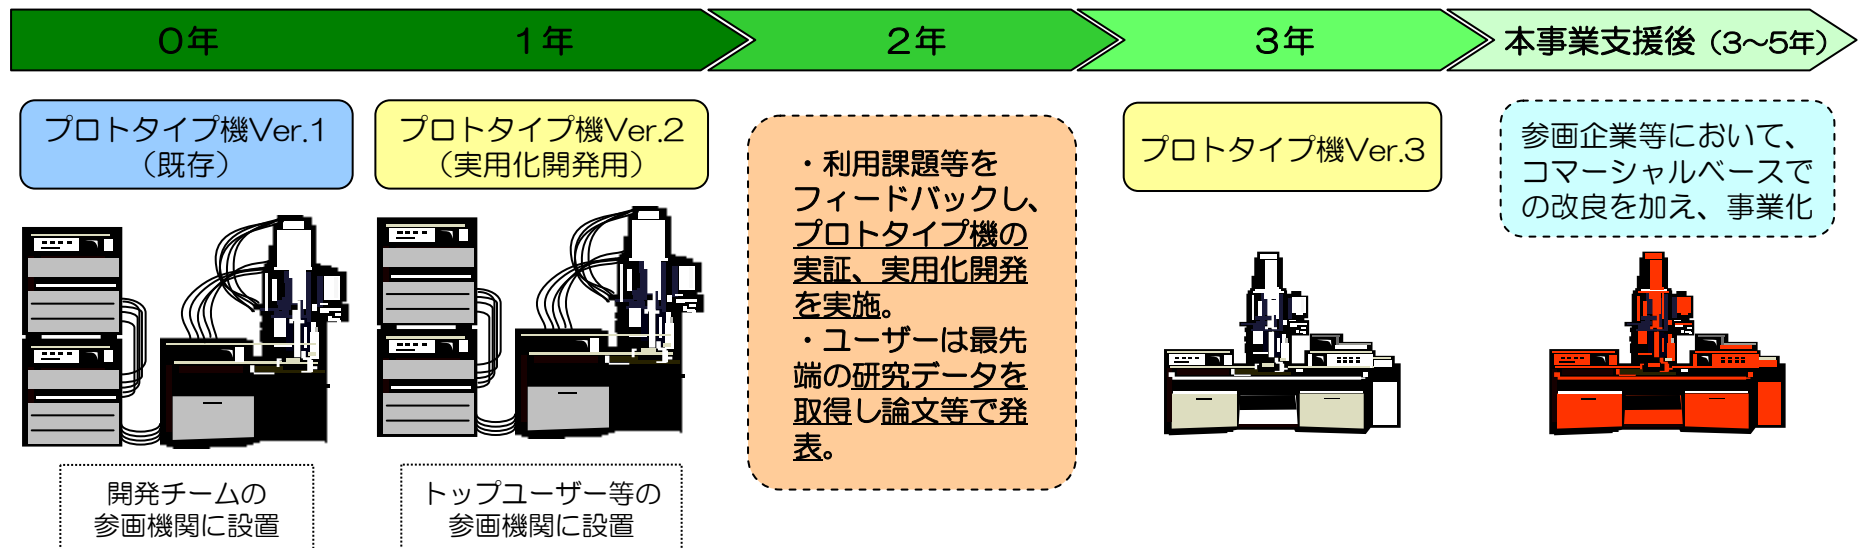 0年
1年
2年
3年
本事業支援後（3～5年）
プロトタイプ機Ver.1
（既存）
プロトタイプ機Ver.2
（実用化開発用）
・利用課題等を
フィードバックし、
プロトタイプ機の
実証、実用化開発
を実施。
・ユーザーは最先
端の研究データを
取得し論文等で発
表。
プロトタイプ機Ver.3
参画企業等において、
コマーシャルベースで
の改良を加え、事業化
開発チームの
参画機関に設置
トップユーザー等の
参画機関に設置